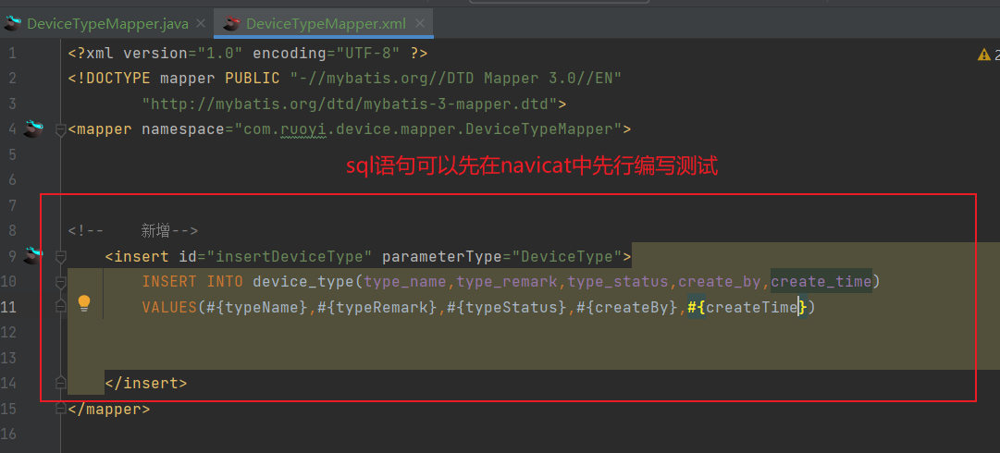 DeviceTypeMapper.java × DeviceTypeMapper.xml ×
1 <?xml version="1.0" encoding="UTF-8" ?>
2 <!DOCTYPE mapper PUBLIC "-//mybatis.org//DTD Mapper 3.0//EN"
3 "http://mybatis.org/dtd/mybatis-3-mapper.dtd">
4 <mapper namespace="com.ruoyi.device.mapper.DeviceTypeMapper">
5
sql语句可以先在navicat中先行编写测试
6
7
8 <!-- 新增-->
9 <insert id="insertDeviceType" parameterType="DeviceType">
10 INSERT INTO device_type(type_name,type_remark,type_status,create_by,create_time)
11 VALUES(#{typeName},#{typeRemark},#{typeStatus},#{createBy},#{createTime})
12
13
14 </insert>
15 </mapper>
16